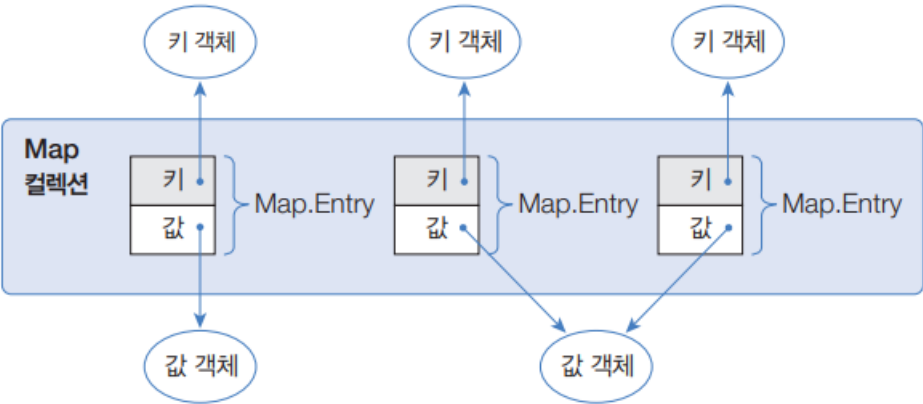 키 객체
키 객체
키 객체
Map
컬렉션
키
값
Map.Entry
키
값
Map.Entry
키
값
Map.Entry
값 객체
값 객체